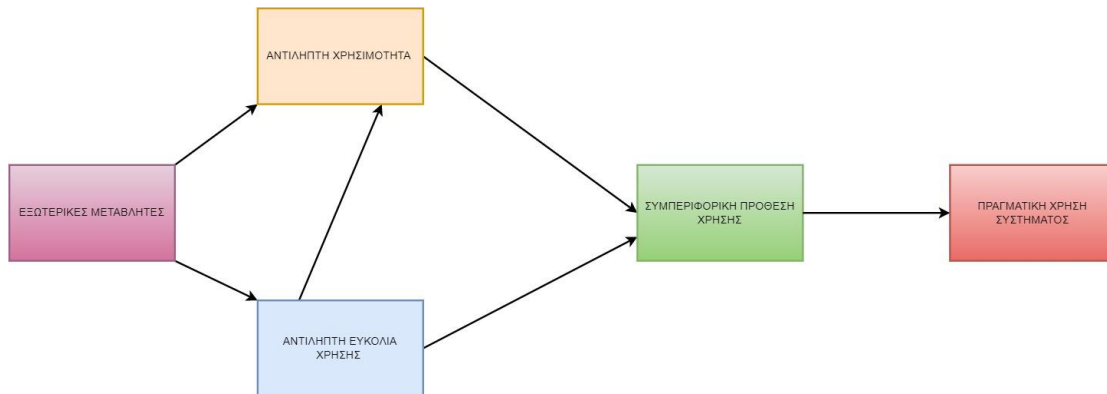 ΑΝΤΙΛΗΠΤΗ ΧΡΗΣΙΜΟΤΗΤΑ
ΕΞΩΤΕΡΙΚΕΣ ΜΕΤΑΒΛΗΤΕΣ
ΣΥΜΠΕΡΙΦΟΡΙΚΗ ΠΡΟΘΕΣΗ
ΧΡΗΣΗΣ
ΠΡΑΓΜΑΤΙΚΗ ΧΡΗΣΗ
ΣΥΣΤΗΜΑΤΟΣ
ΑΝΤΙΛΗΠΤΗ ΕΥΚΟΛΙΑ
ΧΡΗΣΗΣ